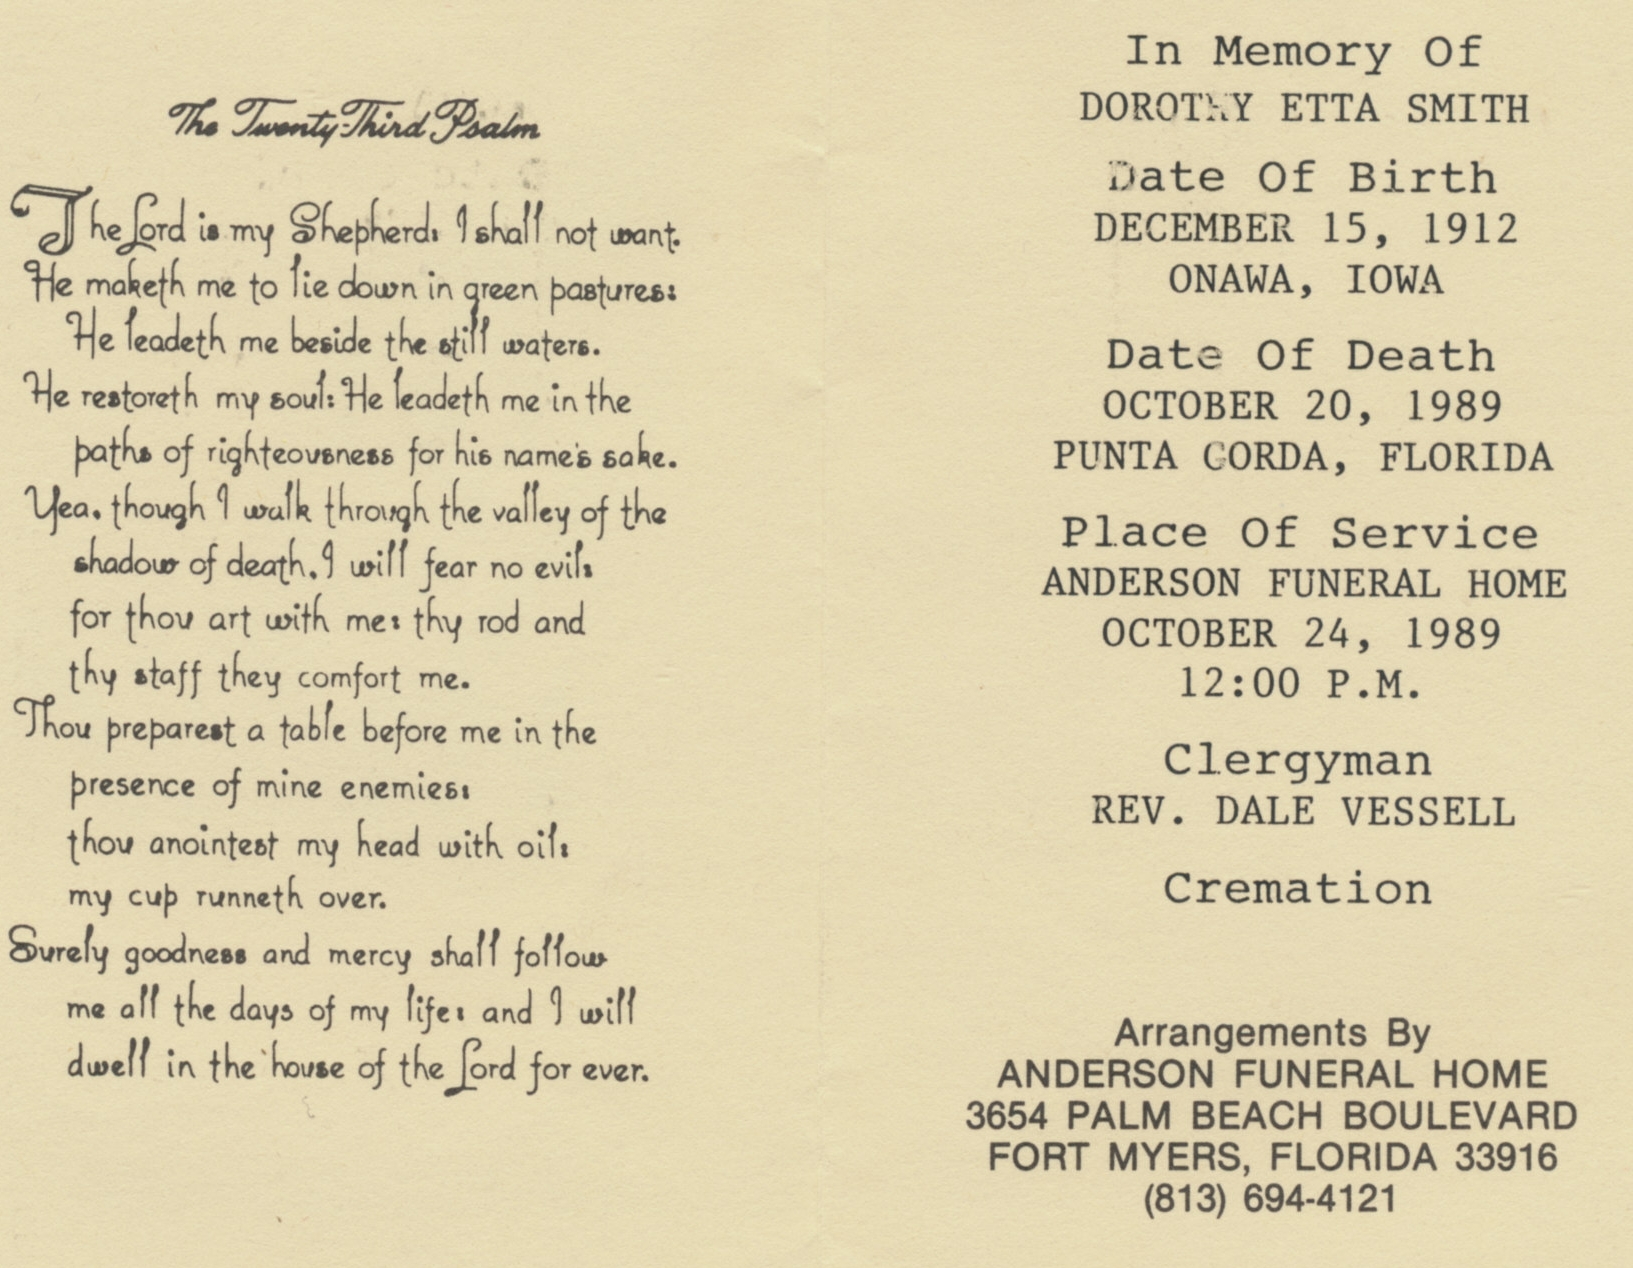 The Twenty-Third Psalm
The Lord is my Shepherd: I shall not want.
He maketh me to lie down in green pastures:
He leadeth me beside the still waters.
He restoreth my soul: He leadeth me in the
paths of righteousness for his name's sake.
Yea, though I walk through the valley of the
shadow of death, I will fear no evil:
for thou art with me: thy rod and
thy staff they comfort me.
Thou preparest a table before me in the
presence of mine enemies:
thou anointest my head with oil:
my cup runneth over.
Surely goodness and mercy shall follow
me all the days of my life: and I will
dwell in the house of the Lord for ever.
In Memory Of
DOROTHY ETTA SMITH
Date Of Birth
DECEMBER 15, 1912
ONAWA, IOWA
Date Of Death
OCTOBER 20, 1989
PUNTA GORDA, FLORIDA
Place Of Service
ANDERSON FUNERAL HOME
OCTOBER 24, 1989
12:00 P.M.
Clergyman
REV. DALE VESSELL
Cremation
Arrangements By
ANDERSON FUNERAL HOME
3654 PALM BEACH BOULEVARD
FORT MYERS, FLORIDA 33916
(813) 694-4121